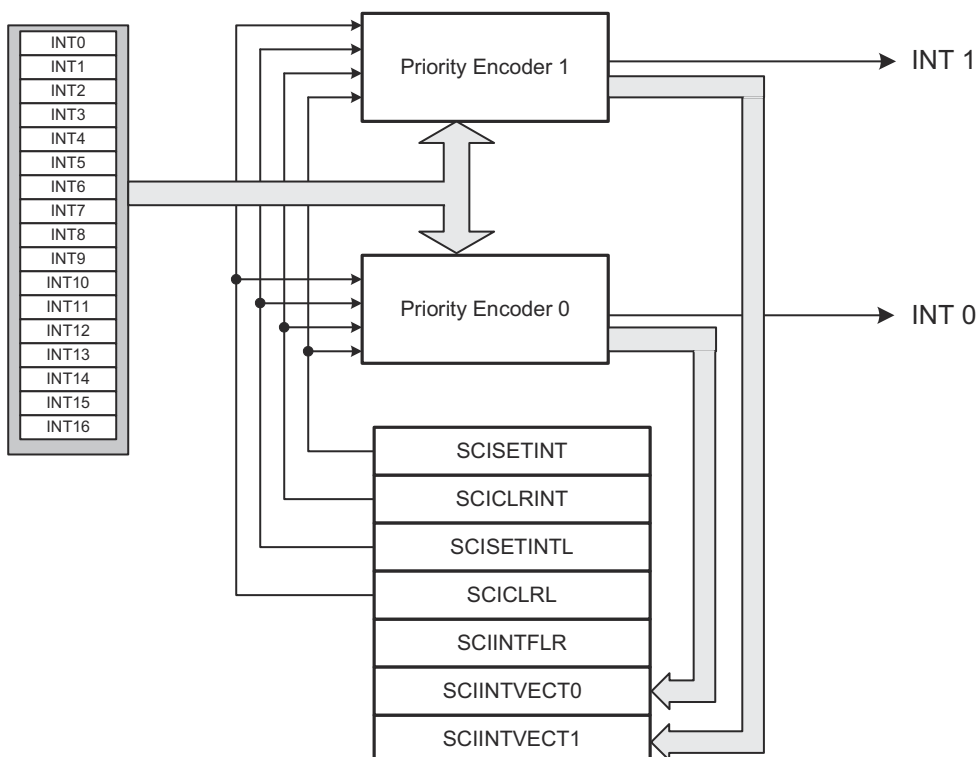 INT0
INT1
INT2
INT3
INT4
INT5
INT6
INT7
INT8
INT9
INT10
INT11
INT12
INT13
INT14
INT15
INT16
Priority Encoder 1
INT 1
Priority Encoder 0
INT 0
SCISETINT
SCICLRINT
SCISETINTL
SCICLRL
SCIINTFLR
SCIINTVECT0
SCIINTVECT1